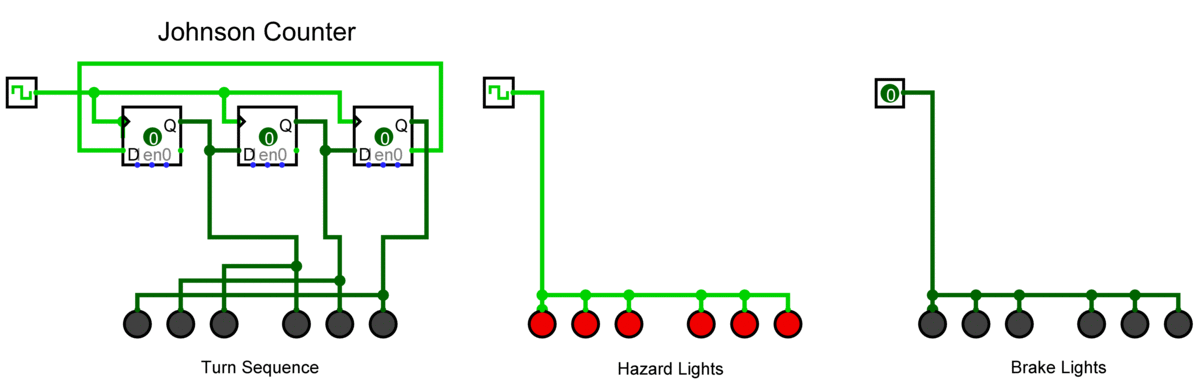 Johnson Counter
Q Q Q
0 0 0 0
D en0 D en0 D en0
Turn Sequence Hazard Lights Brake Lights